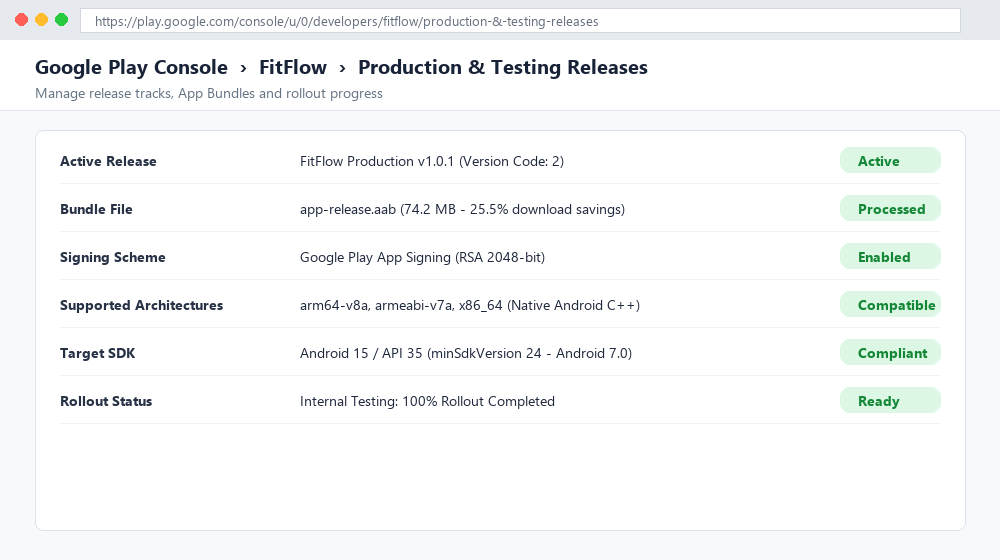 https://play.google.com/console/u/0/developers/fitflow/production-&-testing-releases
Google Play Console › FitFlow › Production & Testing Releases
Manage release tracks, App Bundles and rollout progress
Active Release FitFlow Production v1.0.1 (Version Code: 2) Active
Bundle File app-release.aab (74.2 MB - 25.5% download savings) Processed
Signing Scheme Google Play App Signing (RSA 2048-bit) Enabled
Supported Architectures arm64-v8a, armeabi-v7a, x86_64 (Native Android C++) Compatible
Target SDK Android 15 / API 35 (minSdkVersion 24 - Android 7.0) Compliant
Rollout Status Internal Testing: 100% Rollout Completed Ready